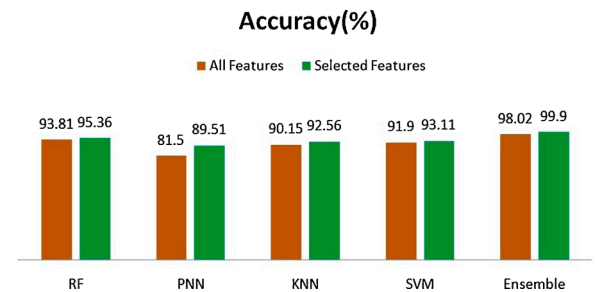 Accuracy(%)
All Features Selected Features
93.81 95.36 81.5 89.51 90.15 92.56 91.9 93.11 98.02 99.9
RF PNN KNN SVM Ensemble